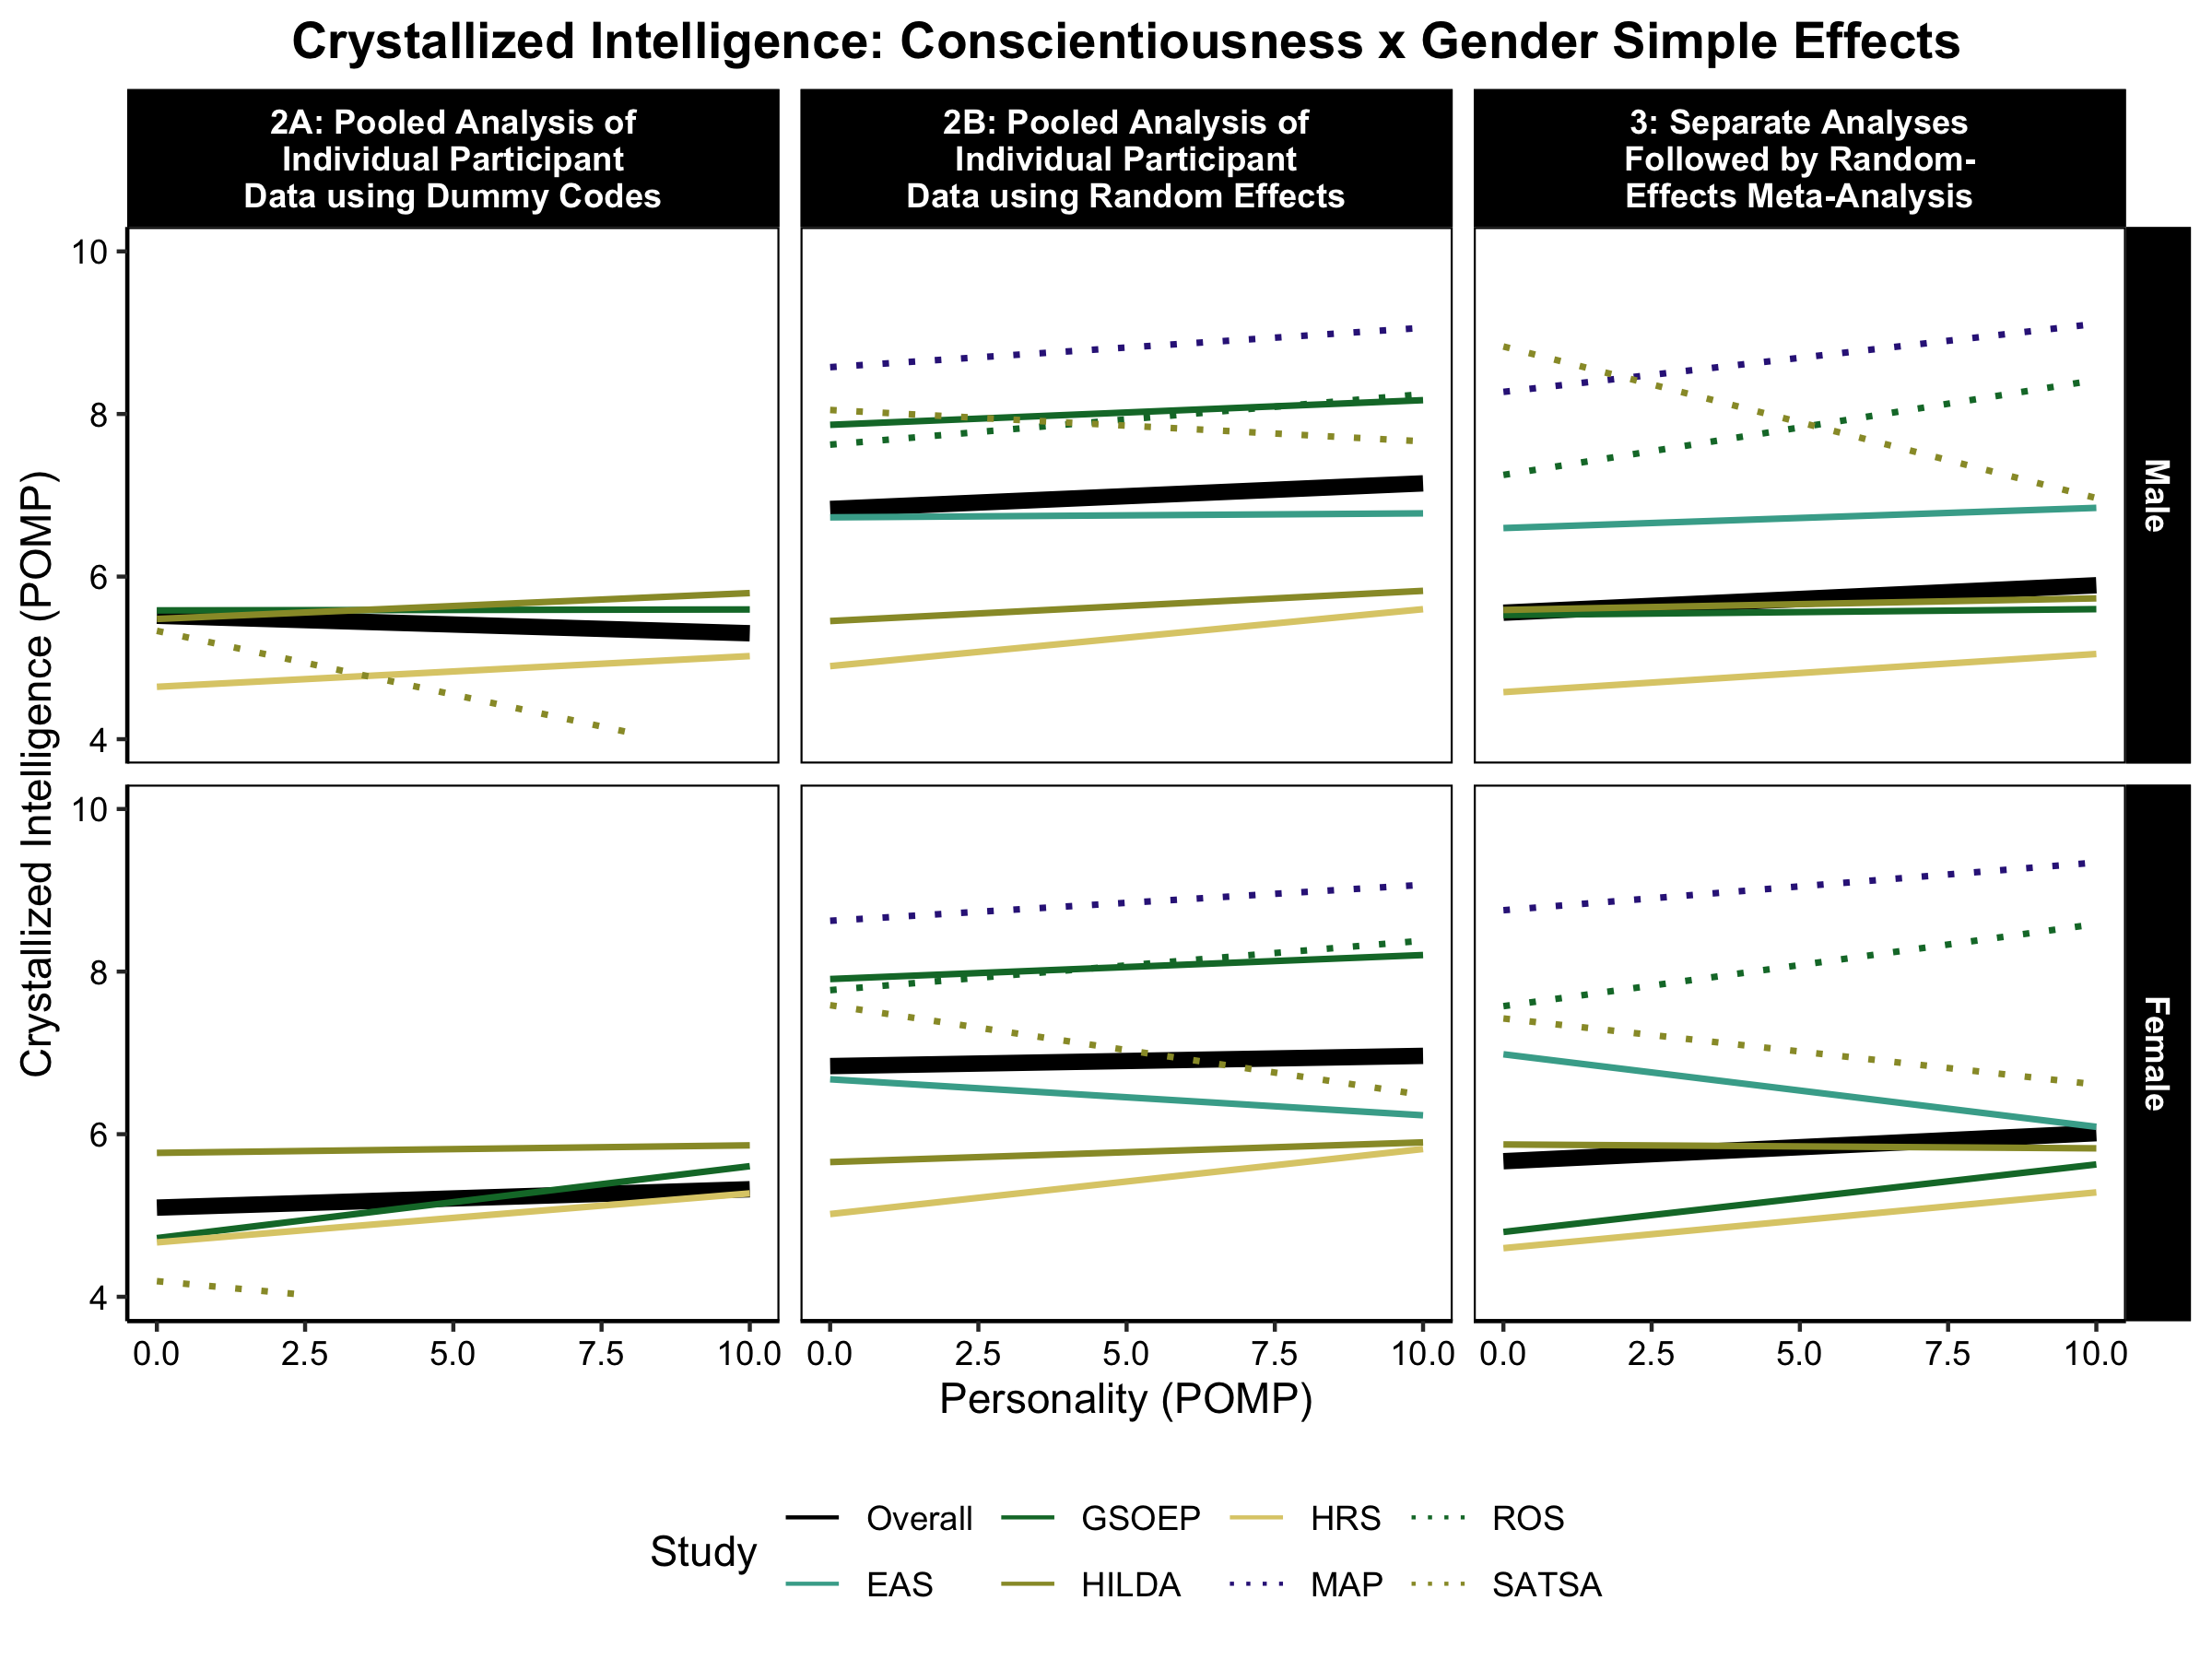 Crystallized Intelligence: Conscientiousness x Gender Simple Effects
2A: Pooled Analysis of
Individual Participant
Data using Dummy Codes
2B: Pooled Analysis of
Individual Participant
Data using Random Effects
3: Separate Analyses
Followed by Random-
Effects Meta-Analysis
Crystallized Intelligence (POMP)
10
8
6
4
Male
10
8
6
4
Female
0.0 2.5 5.0 7.5 10.0
0.0 2.5 5.0 7.5 10.0
0.0 2.5 5.0 7.5 10.0
Personality (POMP)
Study
Overall GSOEP HRS ROS
EAS HILDA MAP SATSA